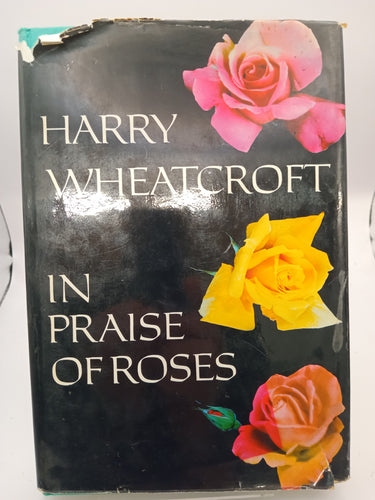 HARRY
WHEATCROFT
IN
PRAISE
OF ROSES